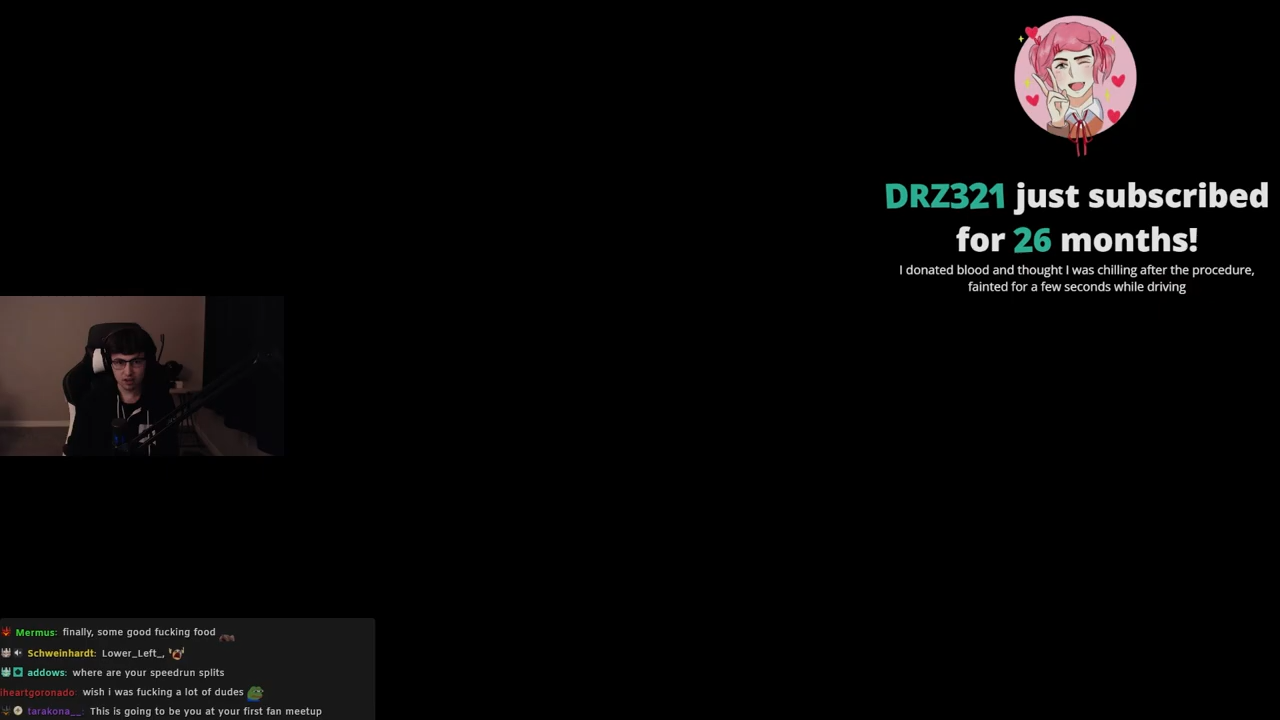 DRZ321 just subscribed
for 26 months!
I donated blood and thought I was chilling after the procedure,
fainted for a few seconds while driving
Mermus: finally, some good fucking food
Schweinhardt: Lower_Left_,
addows: where are your speedrun splits
iheartgoronado: wish i was fucking a lot of dudes
tarakona__: This is going to be you at your first fan meetup